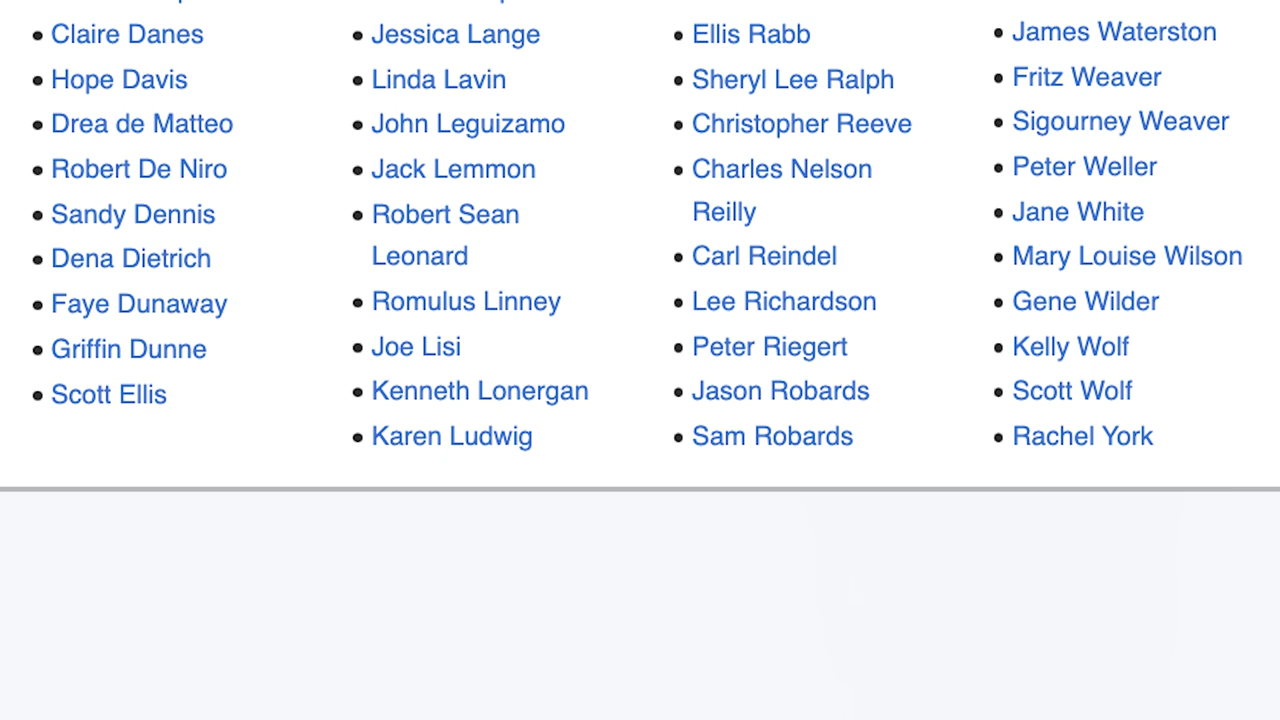 Claire Danes
Hope Davis
Drea de Matteo
Robert De Niro
Sandy Dennis
Dena Dietrich
Faye Dunaway
Griffin Dunne
Scott Ellis
Jessica Lange
Linda Lavin
John Leguizamo
Jack Lemmon
Robert Sean
Leonard
Romulus Linney
Joe Lisi
Kenneth Lonergan
Karen Ludwig
Ellis Rabb
Sheryl Lee Ralph
Christopher Reeve
Charles Nelson
Reilly
Carl Reindel
Lee Richardson
Peter Riegert
Jason Robards
Sam Robards
James Waterston
Fritz Weaver
Sigourney Weaver
Peter Weller
Jane White
Mary Louise Wilson
Gene Wilder
Kelly Wolf
Scott Wolf
Rachel York